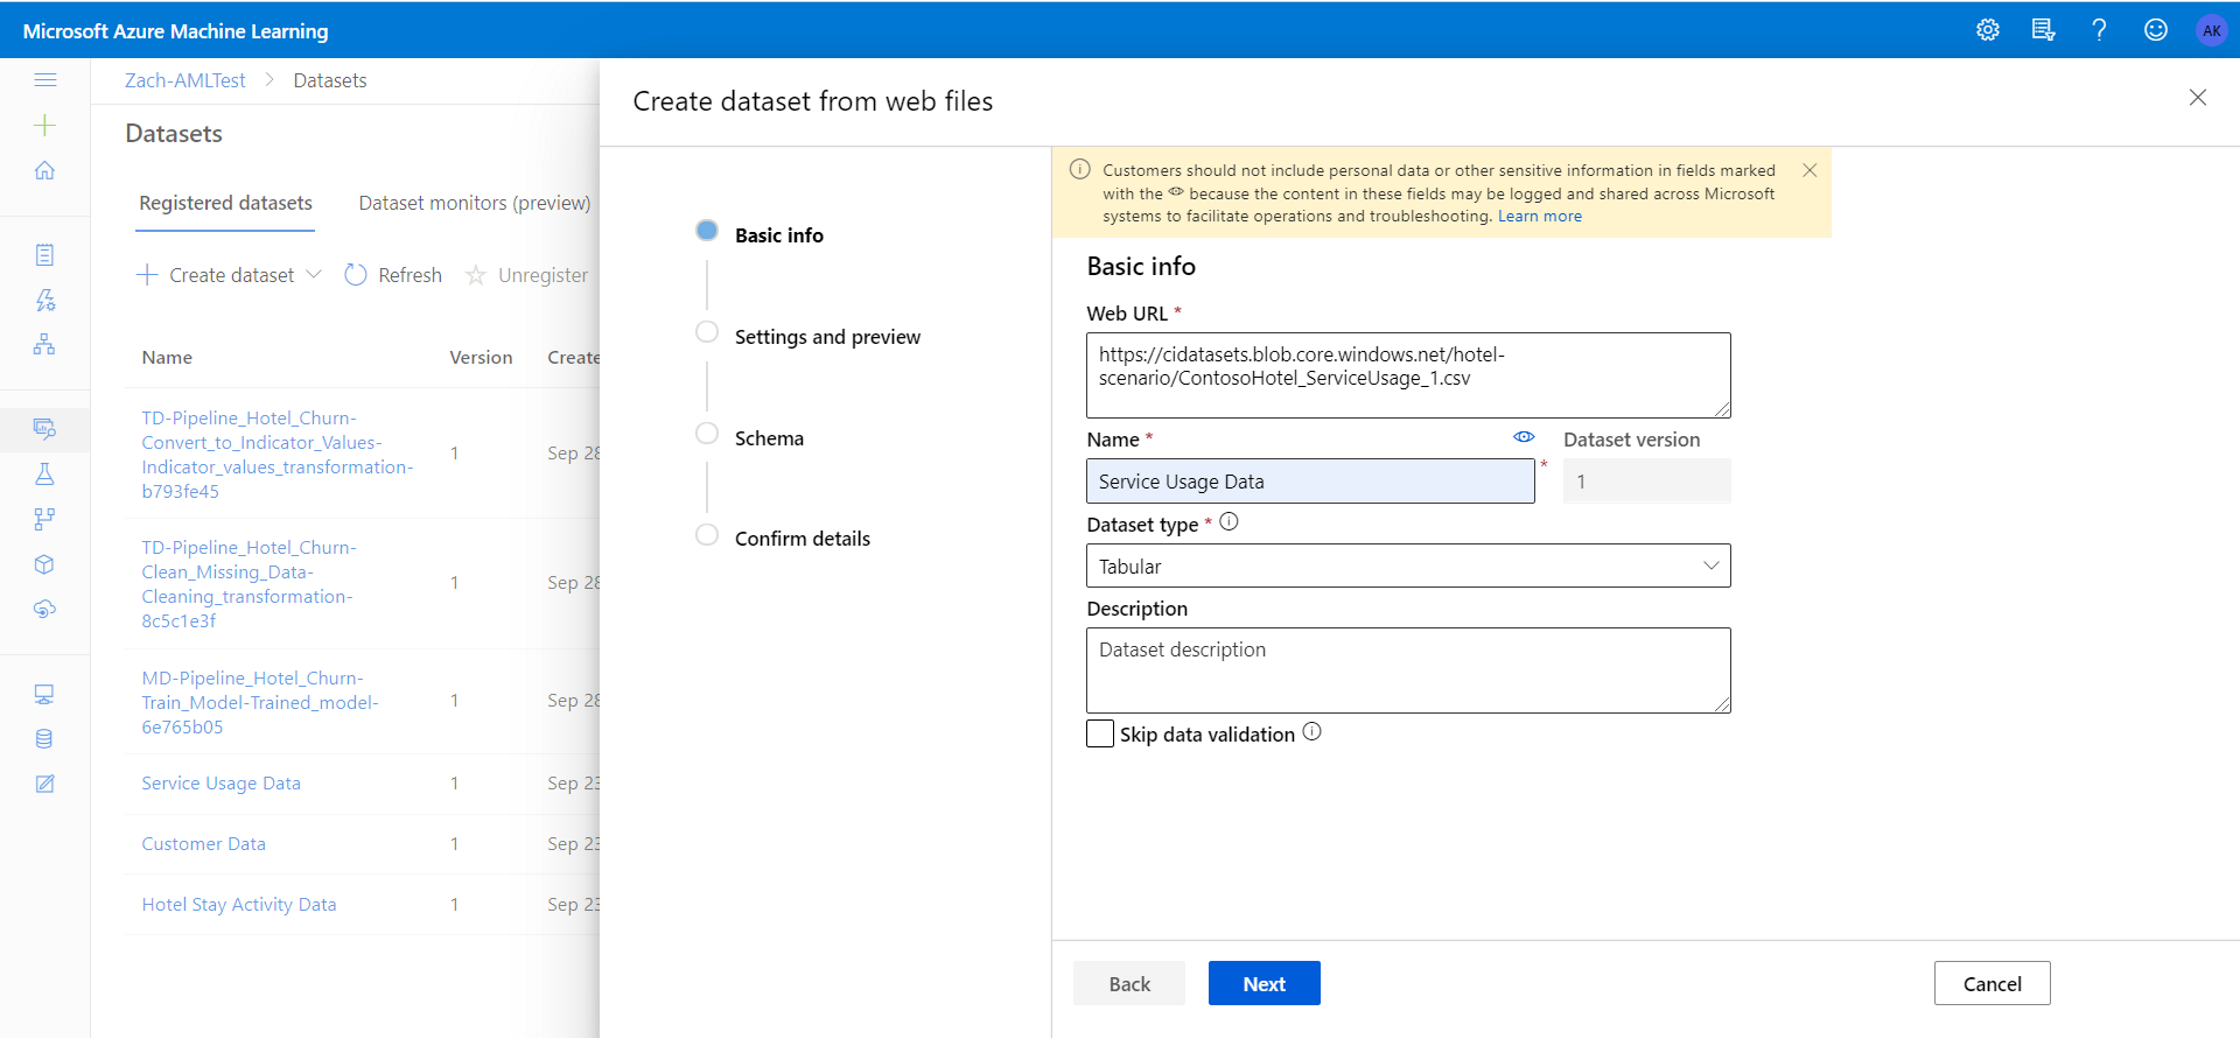 Microsoft Azure Machine Learning
AK
Zach-AMLTest > Datasets
Datasets
Registered datasets
Dataset monitors (preview)
Create dataset
Refresh
Unregister
Name
Version
Create
TD-Pipeline_Hotel_Churn-
Convert_to_Indicator_Values-
Indicator_values_transformation-
b793fe45
1
Sep 28
TD-Pipeline_Hotel_Churn-
Clean_Missing_Data-
Cleaning_transformation-
8c5c1e3f
1
Sep 28
MD-Pipeline_Hotel_Churn-
Train_Model-Trained_model-
6e765b05
1
Sep 28
Service Usage Data
1
Sep 23
Customer Data
1
Sep 23
Hotel Stay Activity Data
1
Sep 23
Create dataset from web files
Basic info
Settings and preview
Schema
Confirm details
Customers should not include personal data or other sensitive information in fields marked
with the because the content in these fields may be logged and shared across Microsoft
systems to facilitate operations and troubleshooting. Learn more
Basic info
Web URL *
https://cidatasets.blob.core.windows.net/hotel-
scenario/ContosoHotel_ServiceUsage_1.csv
Name *
Dataset version
Service Usage Data
*
1
Dataset type *
Tabular
Description
Dataset description
Skip data validation
Back
Next
Cancel